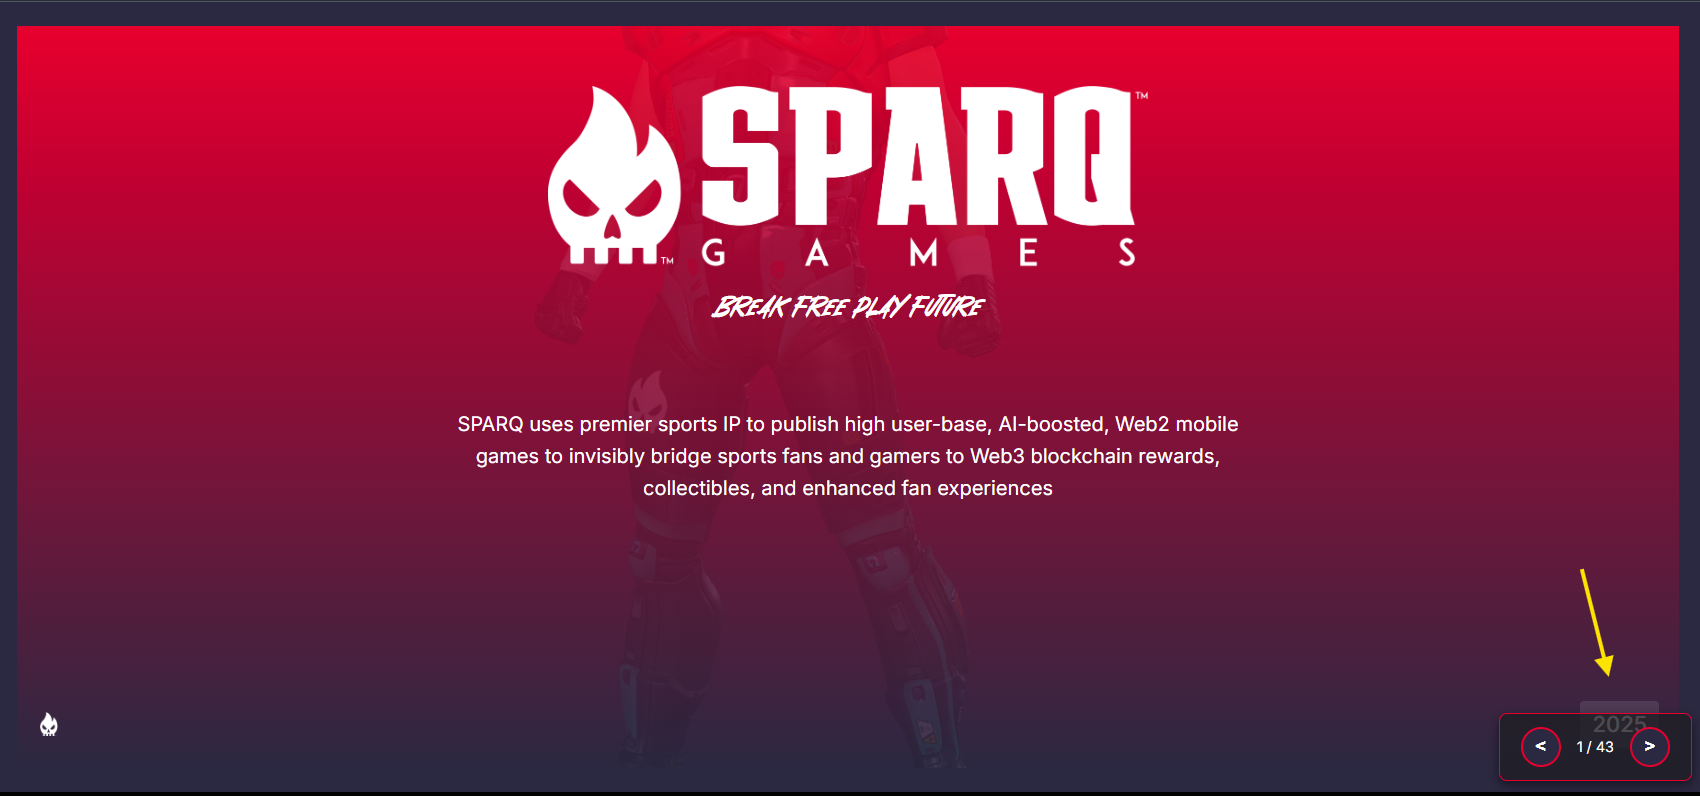 SPARQ™
GAMES
™
BREAK FREE PLAY FUTURE
SPARQ uses premier sports IP to publish high user-base, AI-boosted, Web2 mobile
games to invisibly bridge sports fans and gamers to Web3 blockchain rewards,
collectibles, and enhanced fan experiences
2025
< 1 / 43 >